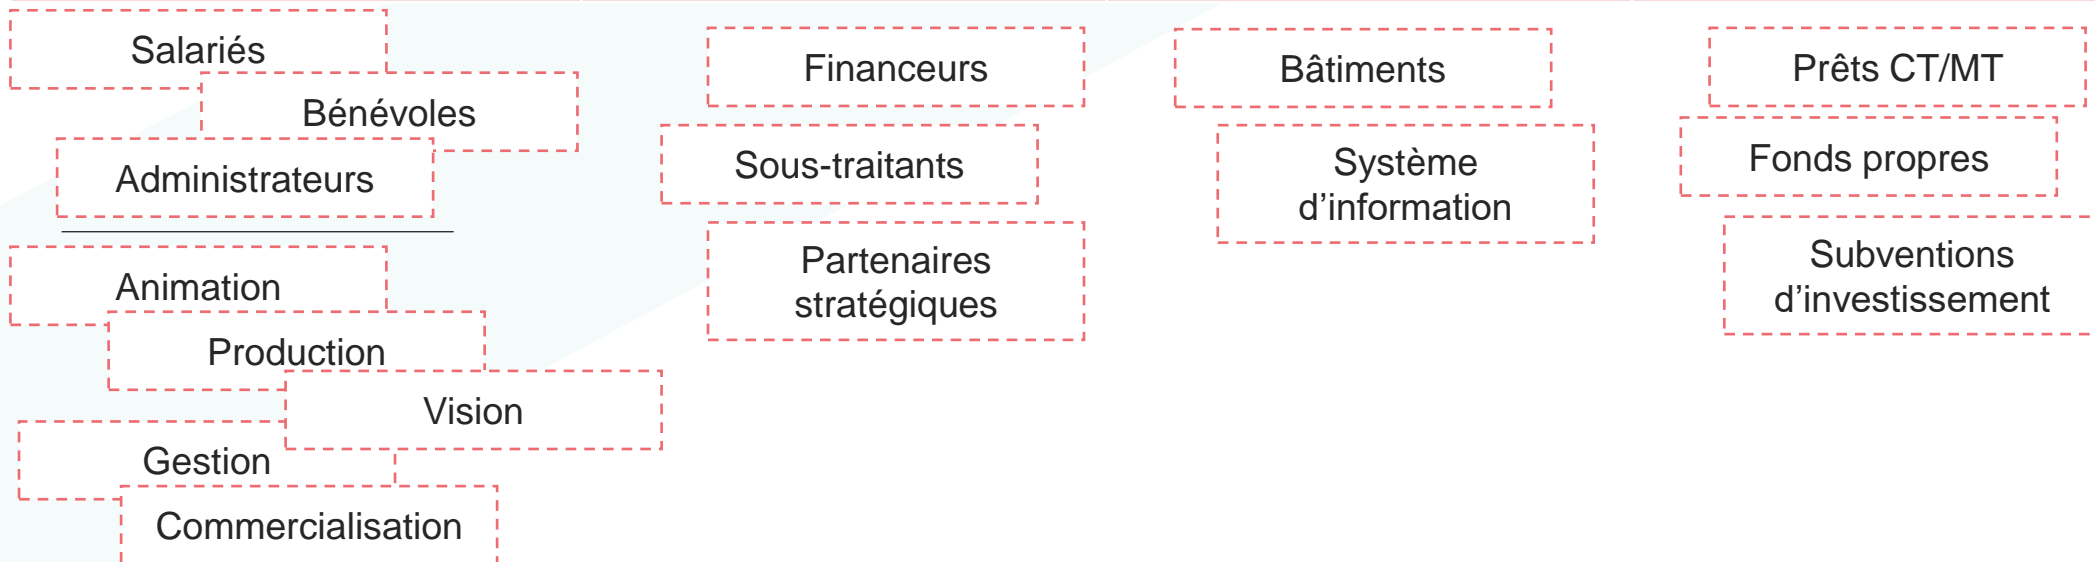 Salariés
Bénévoles
Administrateurs
Animation
Production
Vision
Gestion
Commercialisation
Financeurs
Sous-traitants
Partenaires
stratégiques
Bâtiments
Système
d’information
Prêts CT/MT
Fonds propres
Subventions
d’investissement